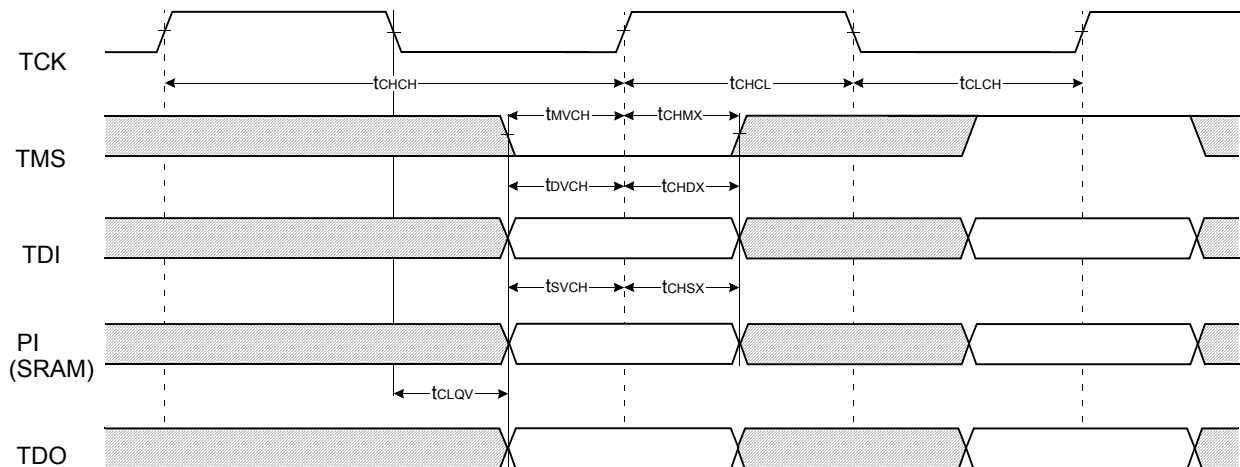 TCK
tCHCH
tCHCL
tCLCH
tMVCH
tCHMX
TMS
tDVCH
tCHDX
TDI
tSVCH
tCHSX
PI
(SRAM)
tCLQV
TDO